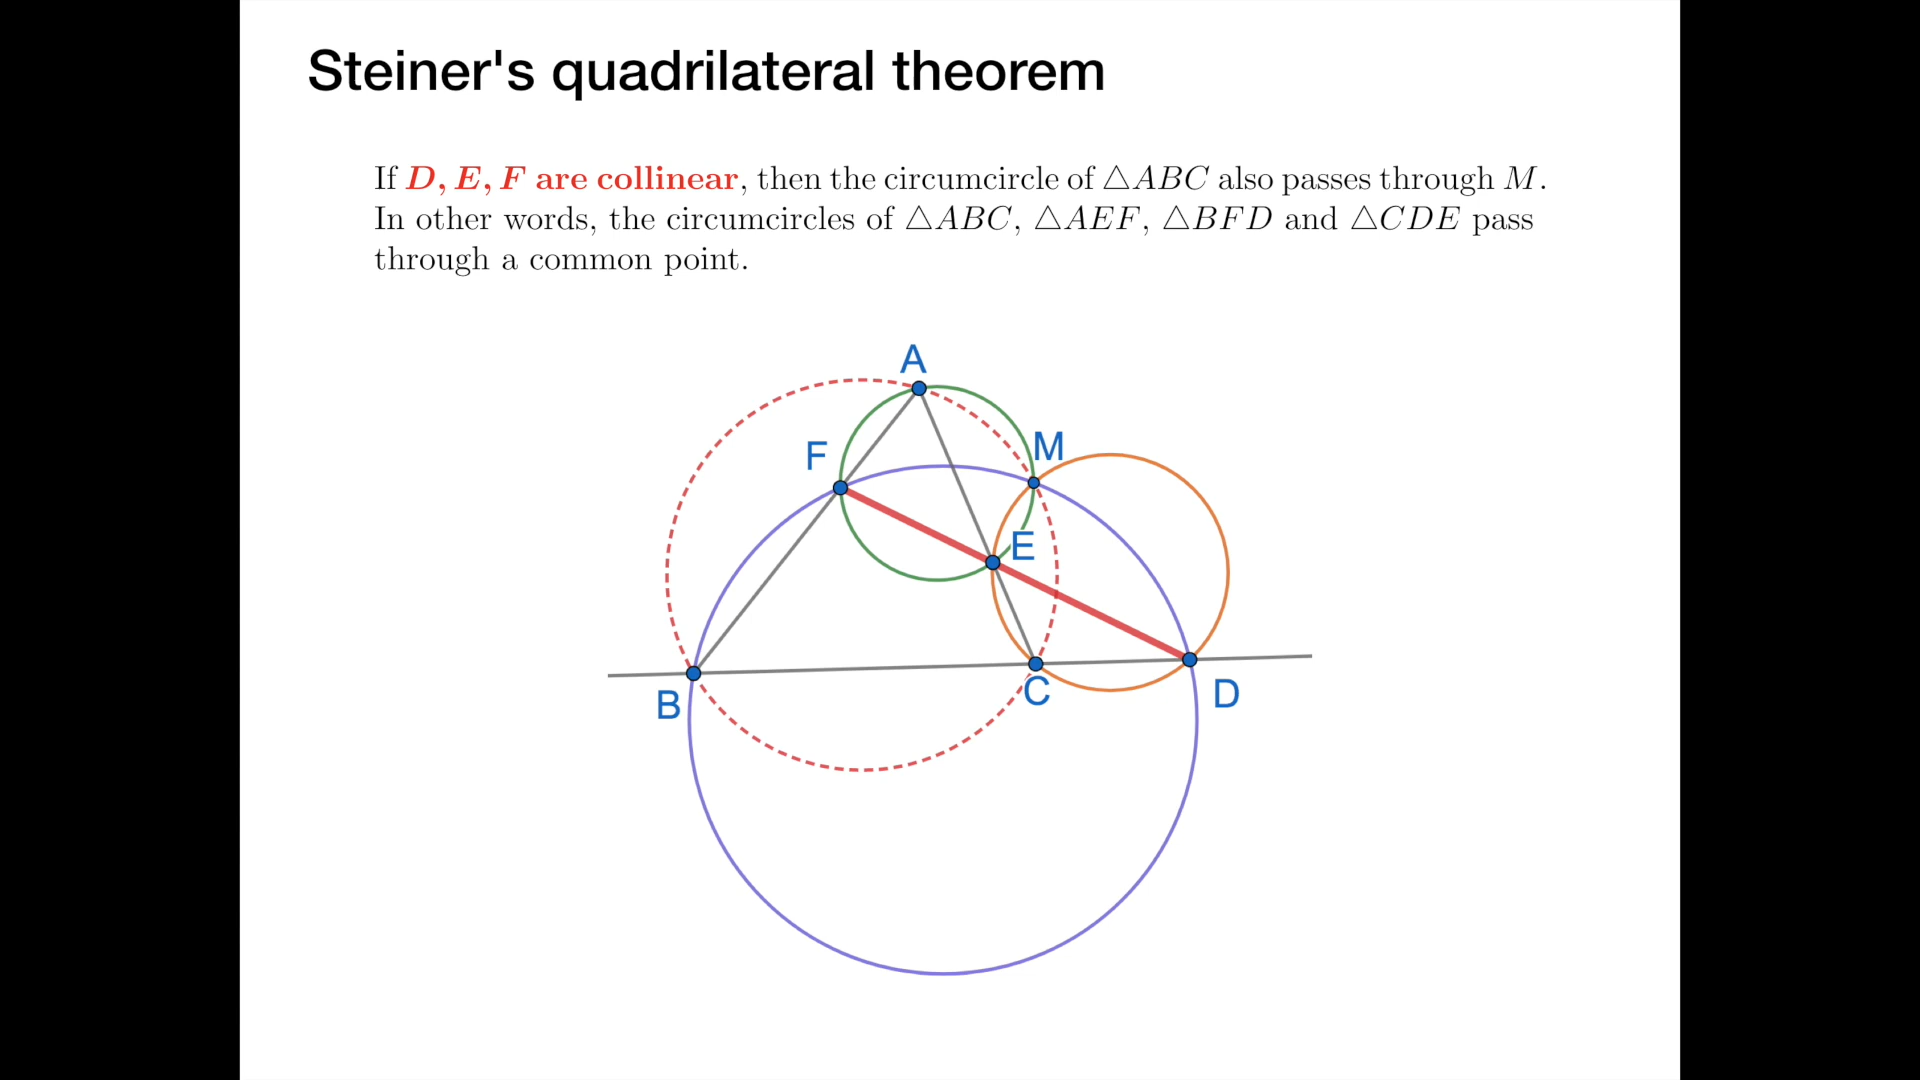 Steiner's quadrilateral theorem
If D, E, F are collinear, then the circumcircle of △ABC also passes through M.
In other words, the circumcircles of △ABC, △AEF, △BFD and △CDE pass
through a common point.
A
M
F
E
B
C
D